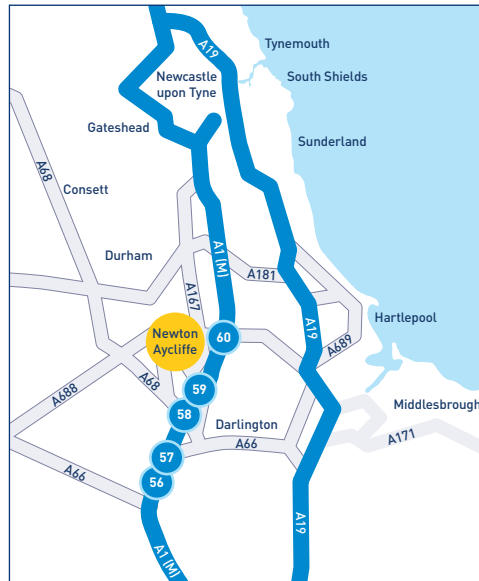 Tynemouth
A19
Newcastle
upon Tyne
South Shields
Gateshead
Sunderland
A68
Consett
Durham
A1 (M)
A181
A167
Hartlepool
A19
A689
Newton
Aycliffe
60
A68
59
A688
58
Middlesbrough
Darlington
A171
A66
57
A66
56
A19
A1 (M)